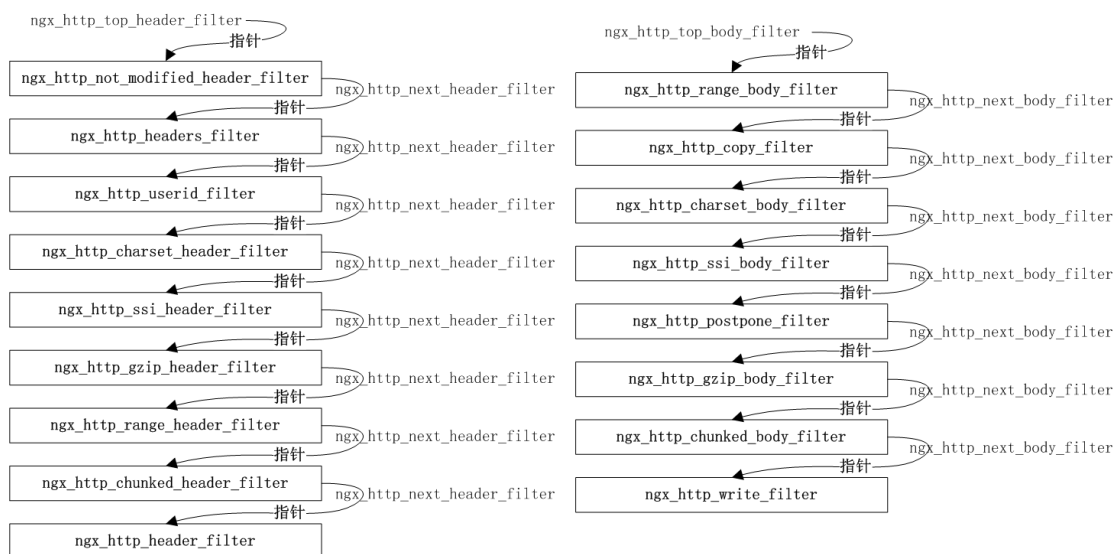 ngx_http_top_header_filter
指针
ngx_http_not_modified_header_filter
ngx_http_next_header_filter
指针
ngx_http_headers_filter
ngx_http_next_header_filter
指针
ngx_http_userid_filter
ngx_http_next_header_filter
指针
ngx_http_charset_header_filter
ngx_http_next_header_filter
指针
ngx_http_ssi_header_filter
ngx_http_next_header_filter
指针
ngx_http_gzip_header_filter
ngx_http_next_header_filter
指针
ngx_http_range_header_filter
ngx_http_next_header_filter
指针
ngx_http_chunked_header_filter
ngx_http_next_header_filter
指针
ngx_http_header_filter
ngx_http_top_body_filter
指针
ngx_http_range_body_filter
ngx_http_next_body_filter
指针
ngx_http_copy_filter
ngx_http_next_body_filter
指针
ngx_http_charset_body_filter
ngx_http_next_body_filter
指针
ngx_http_ssi_body_filter
ngx_http_next_body_filter
指针
ngx_http_postpone_filter
ngx_http_next_body_filter
指针
ngx_http_gzip_body_filter
ngx_http_next_body_filter
指针
ngx_http_chunked_body_filter
ngx_http_next_body_filter
指针
ngx_http_write_filter